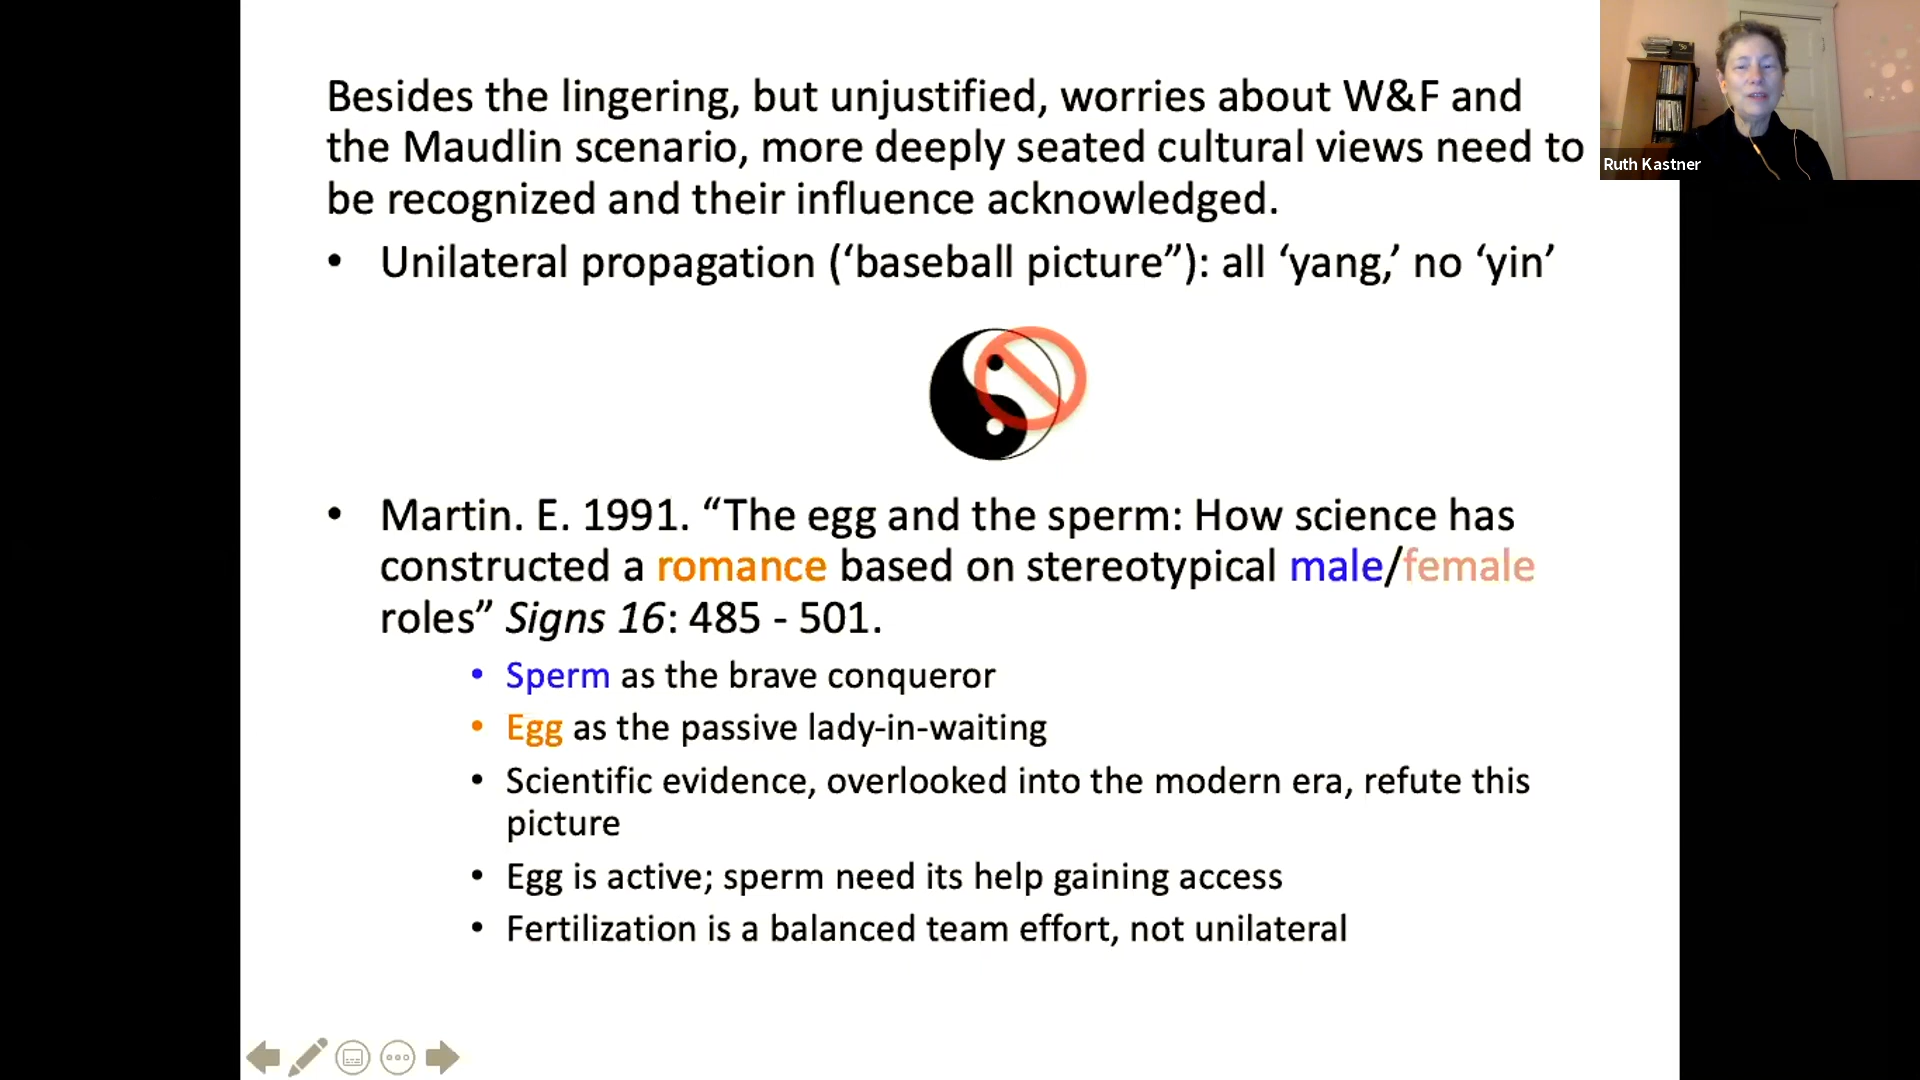 Besides the lingering, but unjustified, worries about W&F and
the Maudlin scenario, more deeply seated cultural views need to
be recognized and their influence acknowledged.
• Unilateral propagation (‘baseball picture”): all ‘yang,’ no ‘yin’
• Martin. E. 1991. “The egg and the sperm: How science has
constructed a romance based on stereotypical male/female
roles” Signs 16: 485 - 501.
• Sperm as the brave conqueror
• Egg as the passive lady-in-waiting
• Scientific evidence, overlooked into the modern era, refute this
picture
• Egg is active; sperm need its help gaining access
• Fertilization is a balanced team effort, not unilateral
Ruth Kastner